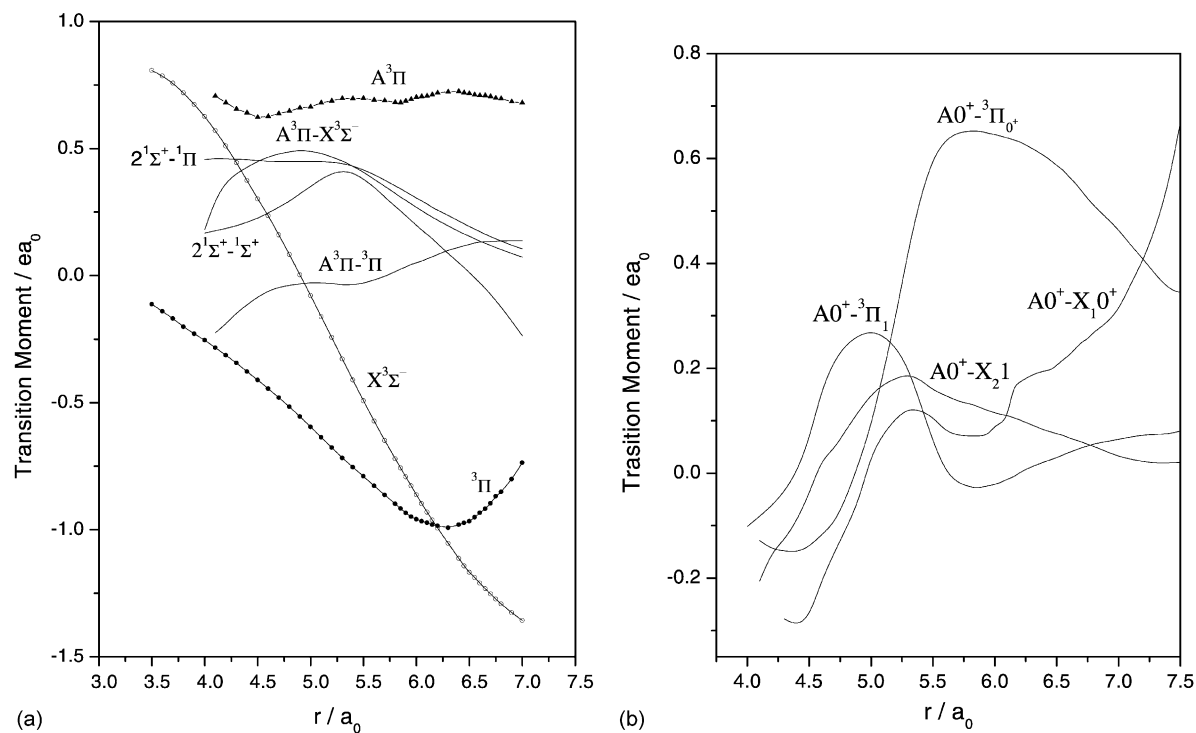 1.0
0.5
0.0
-0.5
-1.0
-1.5
Transition Moment / ea₀
A³Π
A³Π-X³Σ⁻
2¹Σ⁺-¹Π
2¹Σ⁺-¹Σ⁺
A³Π-³Π
X³Σ⁻
³Π
3.0 3.5 4.0 4.5 5.0 5.5 6.0 6.5 7.0 7.5
r / a₀
(a)
0.8
0.6
0.4
0.2
0.0
-0.2
Trasition Moment / ea₀
A0⁺-³Π₀⁺
A0⁺-X₁0⁺
A0⁺-³Π₁
A0⁺-X₂1
4.0 4.5 5.0 5.5 6.0 6.5 7.0 7.5
r / a₀
(b)